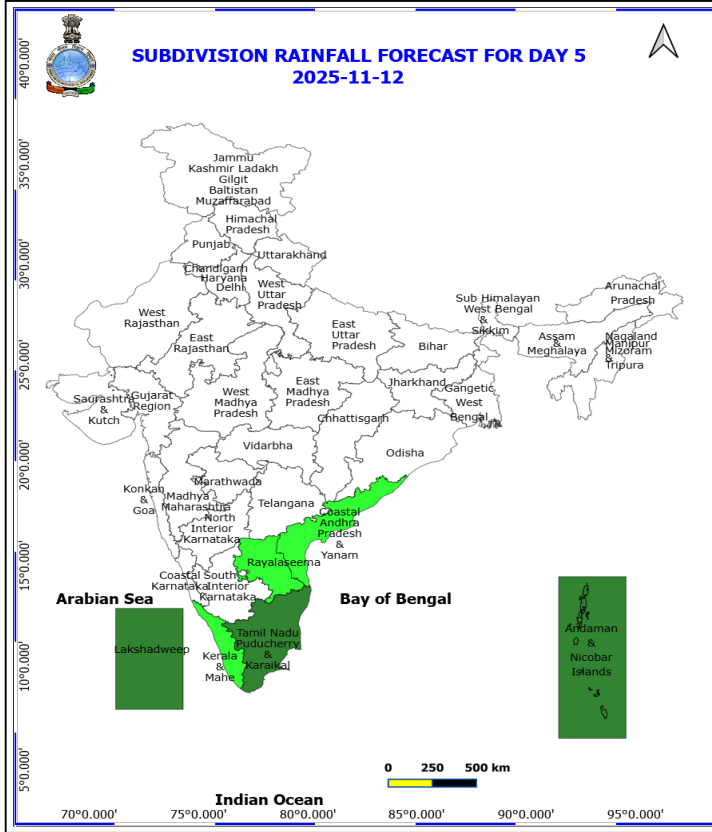 SUBDIVISION RAINFALL FORECAST FOR DAY 5
2025-11-12
40°0.000'
35°0.000'
30°0.000'
25°0.000'
20°0.000'
15°0.000'
10°0.000'
5°0.000'
Jammu
Kashmir Ladakh
Gilgit
Baltistan
Muzaffarabad
Himachal
Pradesh
Punjab
Uttarakhand
Chandigarh
Haryana
Delhi
West
Uttar
Pradesh
West
Rajasthan
East
Rajasthan
East
Uttar
Pradesh
Bihar
Sub Himalayan
West Bengal
&
Sikkim
Arunachal
Pradesh
Assam
&
Meghalaya
Nagaland
Manipur
Mizoram
&
Tripura
Saurashtra
&
Kutch
Gujarat
Region
West
Madhya
Pradesh
East
Madhya
Pradesh
Jharkhand
Gangetic
West
Bengal
Chhattisgarh
Odisha
Vidarbha
Konkan
&
Goa
Marathwada
Madhya
Maharashtra
North
Interior
Karnataka
Telangana
Coastal
Andhra
Pradesh
&
Yanam
Rayalaseema
Coastal
Karnataka
South
Interior
Karnataka
Arabian Sea
Bay of Bengal
Lakshadweep
Kerala
&
Mahe
Tamil Nadu
Puducherry
&
Karaikal
Andaman
&
Nicobar
Islands
0 250 500 km
Indian Ocean
70°0.000' 75°0.000' 80°0.000' 85°0.000' 90°0.000' 95°0.000'